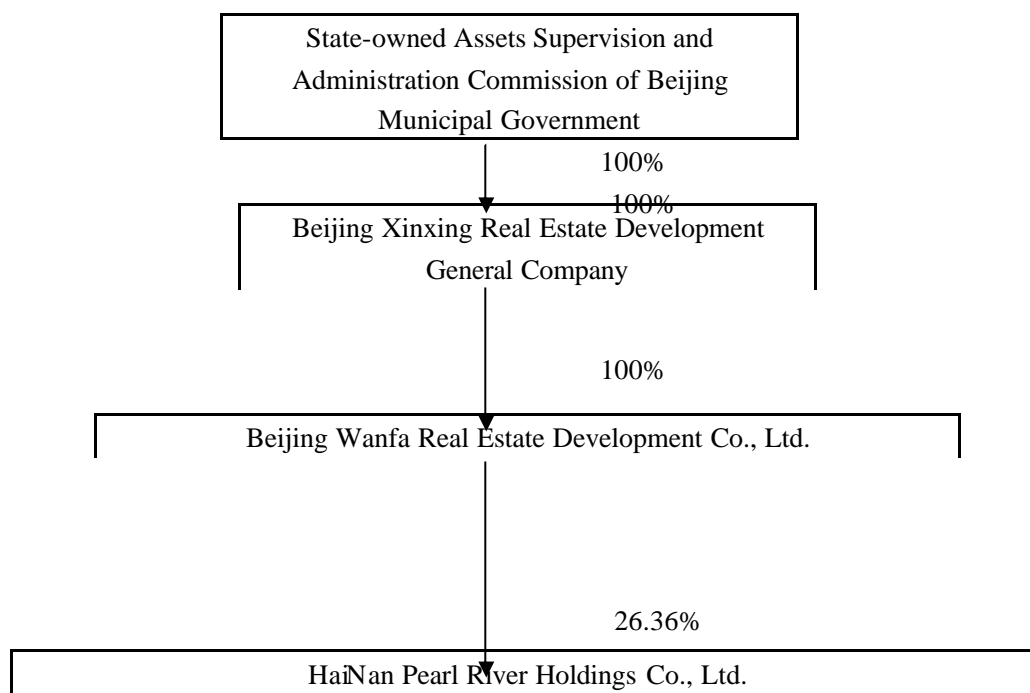 State-owned Assets Supervision and
Administration Commission of Beijing
Municipal Government
100%
100%
Beijing Xinxing Real Estate Development
General Company
100%
Beijing Wanfa Real Estate Development Co., Ltd.
26.36%
HaiNan Pearl River Holdings Co., Ltd.